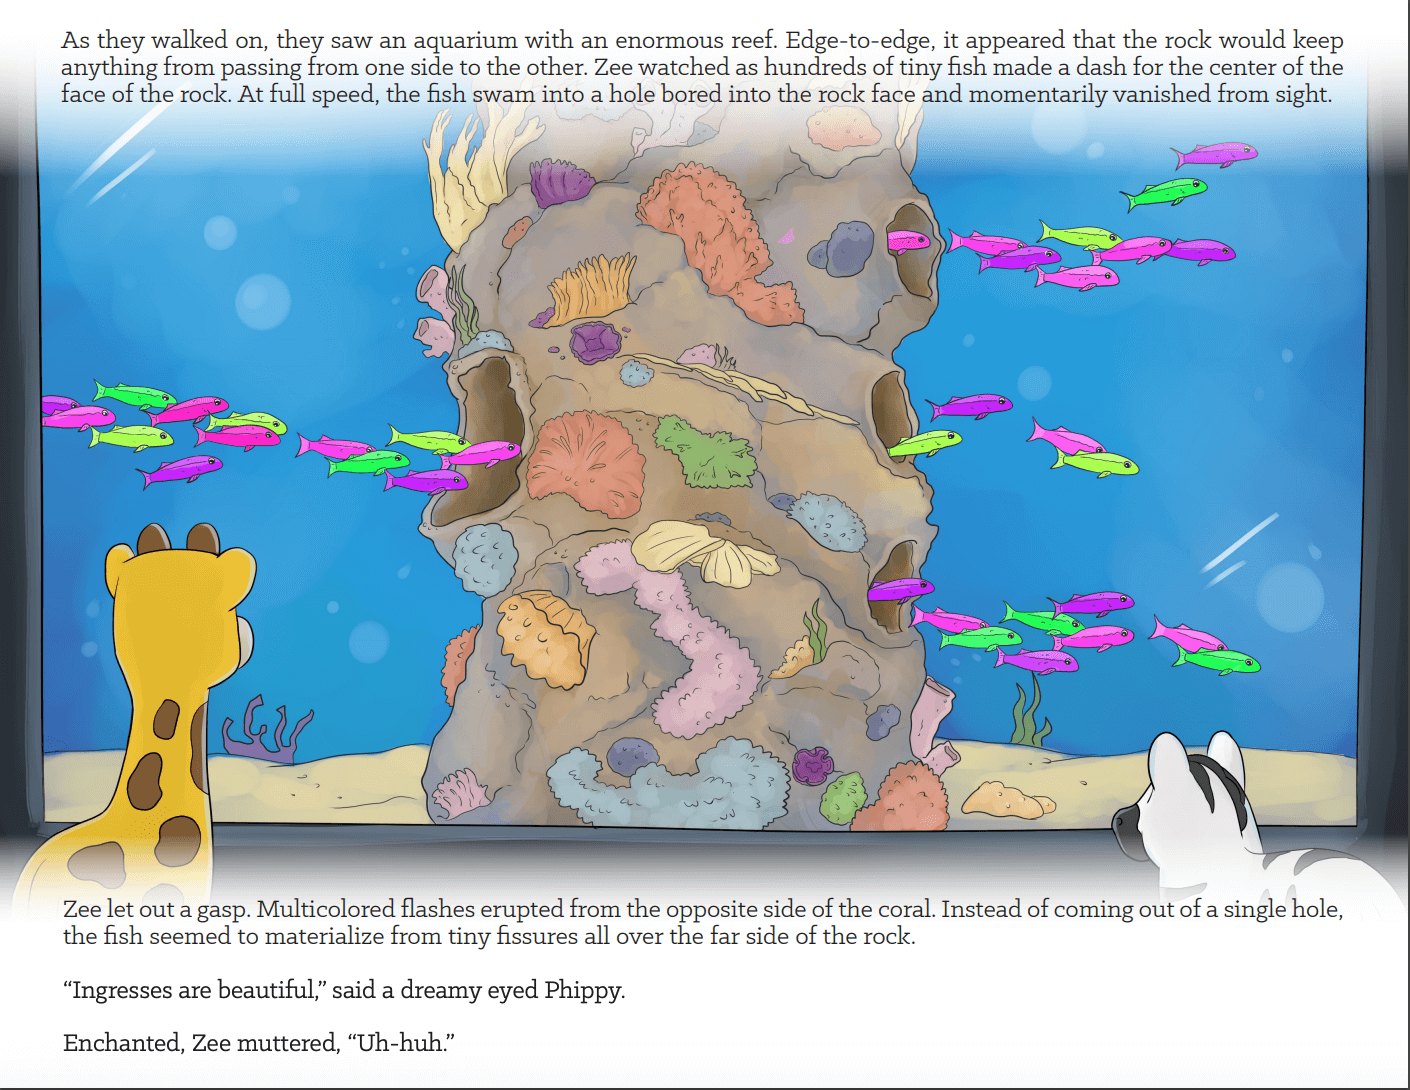 As they walked on, they saw an aquarium with an enormous reef. Edge-to-edge, it appeared that the rock would keep
anything from passing from one side to the other. Zee watched as hundreds of tiny fish made a dash for the center of the
face of the rock. At full speed, the fish swam into a hole bored into the rock face and momentarily vanished from sight.
Zee let out a gasp. Multicolored flashes erupted from the opposite side of the coral. Instead of coming out of a single hole,
the fish seemed to materialize from tiny fissures all over the far side of the rock.
“Ingresses are beautiful,” said a dreamy eyed Phippy.
Enchanted, Zee muttered, “Uh-huh.”